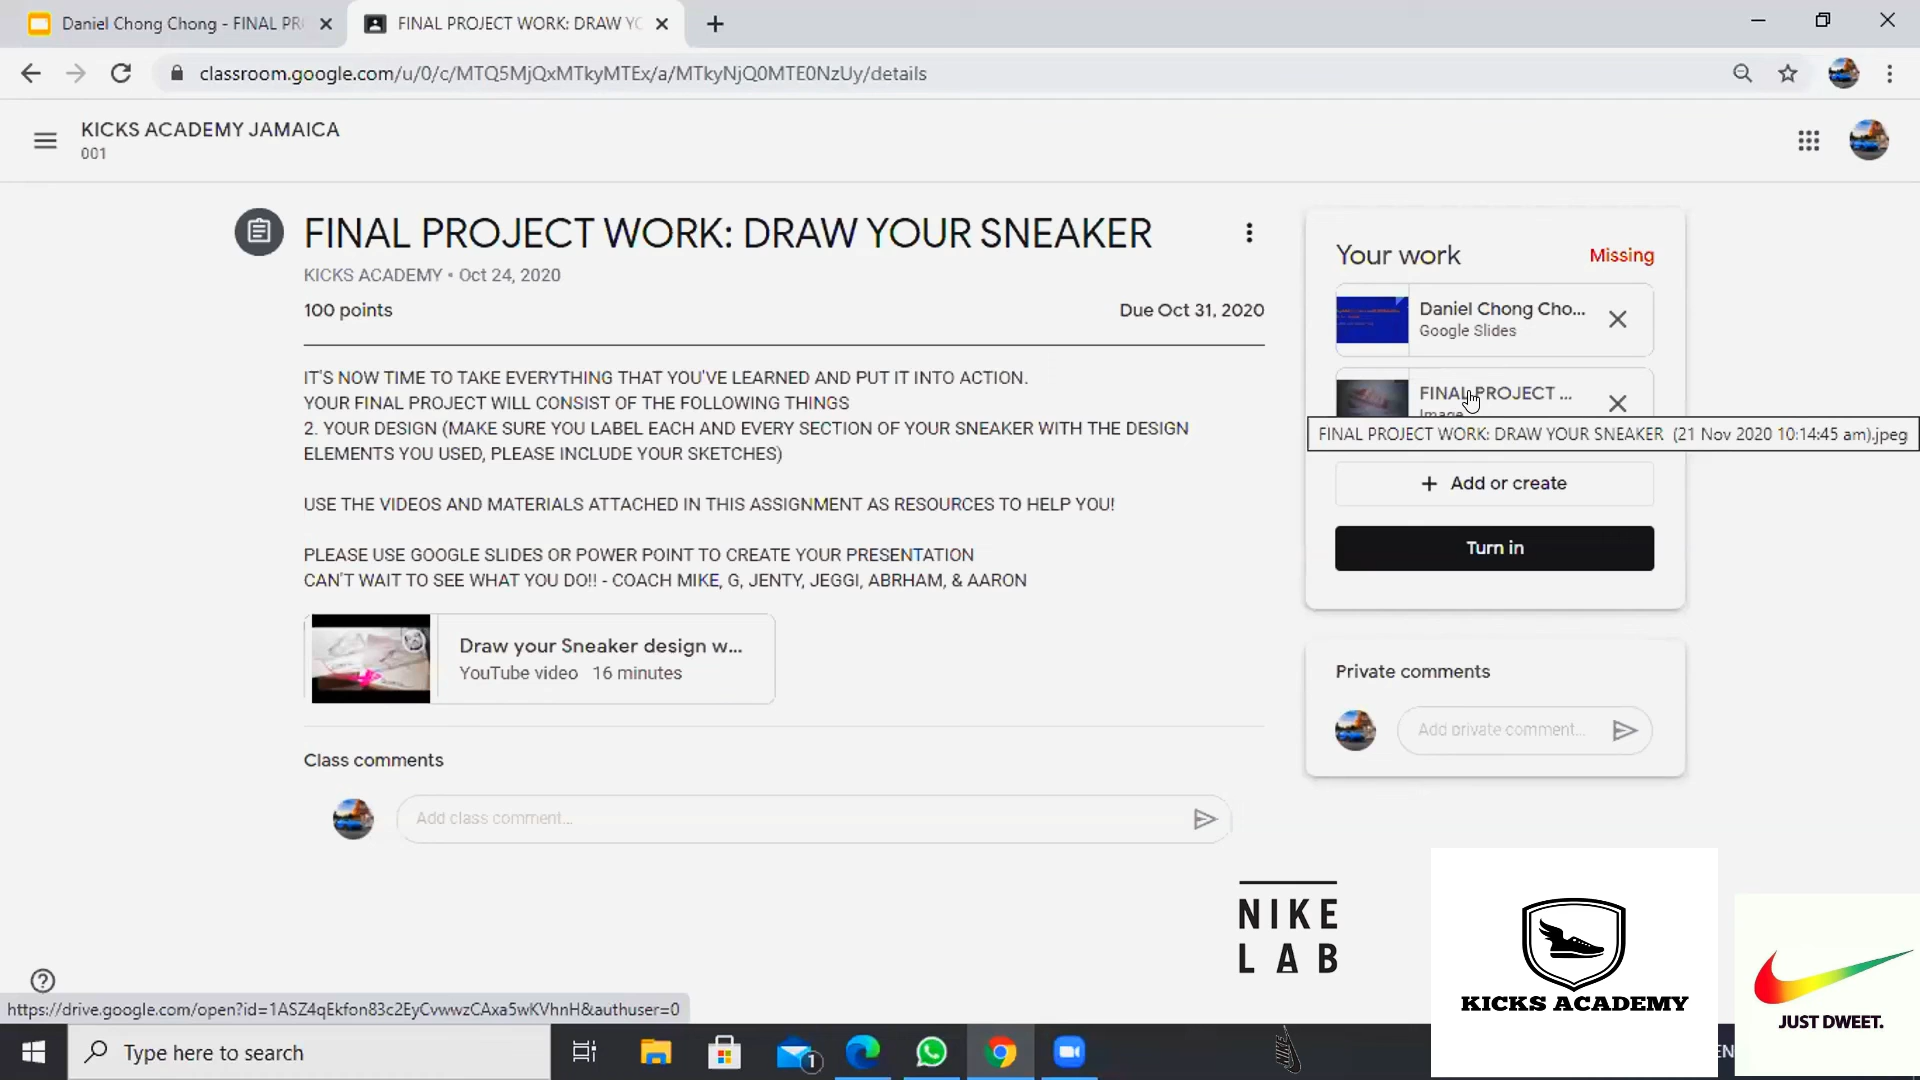 Daniel Chong Chong - FINAL PR
FINAL PROJECT WORK: DRAW YO
classroom.google.com/u/0/c/MTQ5MjQxMTkyMTEx/a/MTkyNjQ0MTE0NzUy/details
KICKS ACADEMY JAMAICA
001
FINAL PROJECT WORK: DRAW YOUR SNEAKER
KICKS ACADEMY • Oct 24, 2020
100 points
Due Oct 31, 2020
IT'S NOW TIME TO TAKE EVERYTHING THAT YOU'VE LEARNED AND PUT IT INTO ACTION.
YOUR FINAL PROJECT WILL CONSIST OF THE FOLLOWING THINGS
2. YOUR DESIGN (MAKE SURE YOU LABEL EACH AND EVERY SECTION OF YOUR SNEAKER WITH THE DESIGN
ELEMENTS YOU USED, PLEASE INCLUDE YOUR SKETCHES)
USE THE VIDEOS AND MATERIALS ATTACHED IN THIS ASSIGNMENT AS RESOURCES TO HELP YOU!
PLEASE USE GOOGLE SLIDES OR POWER POINT TO CREATE YOUR PRESENTATION
CAN'T WAIT TO SEE WHAT YOU DO!! - COACH MIKE, G, JENTY, JEGGI, ABRHAM, & AARON
Draw your Sneaker design w...
YouTube video 16 minutes
Class comments
Add class comment...
Your work
Missing
Daniel Chong Cho...
Google Slides
FINAL PROJECT ...
Image
FINAL PROJECT WORK: DRAW YOUR SNEAKER (21 Nov 2020 10:14:45 am).jpeg
+ Add or create
Turn in
Private comments
Add private comment...
NIKE
LAB
KICKS ACADEMY
JUST DWEET.
https://drive.google.com/open?id=1ASZ4qEkfon83c2EyCvwwzCAxa5wKVhnH&authuser=0
Type here to search
1
NIKE
EN